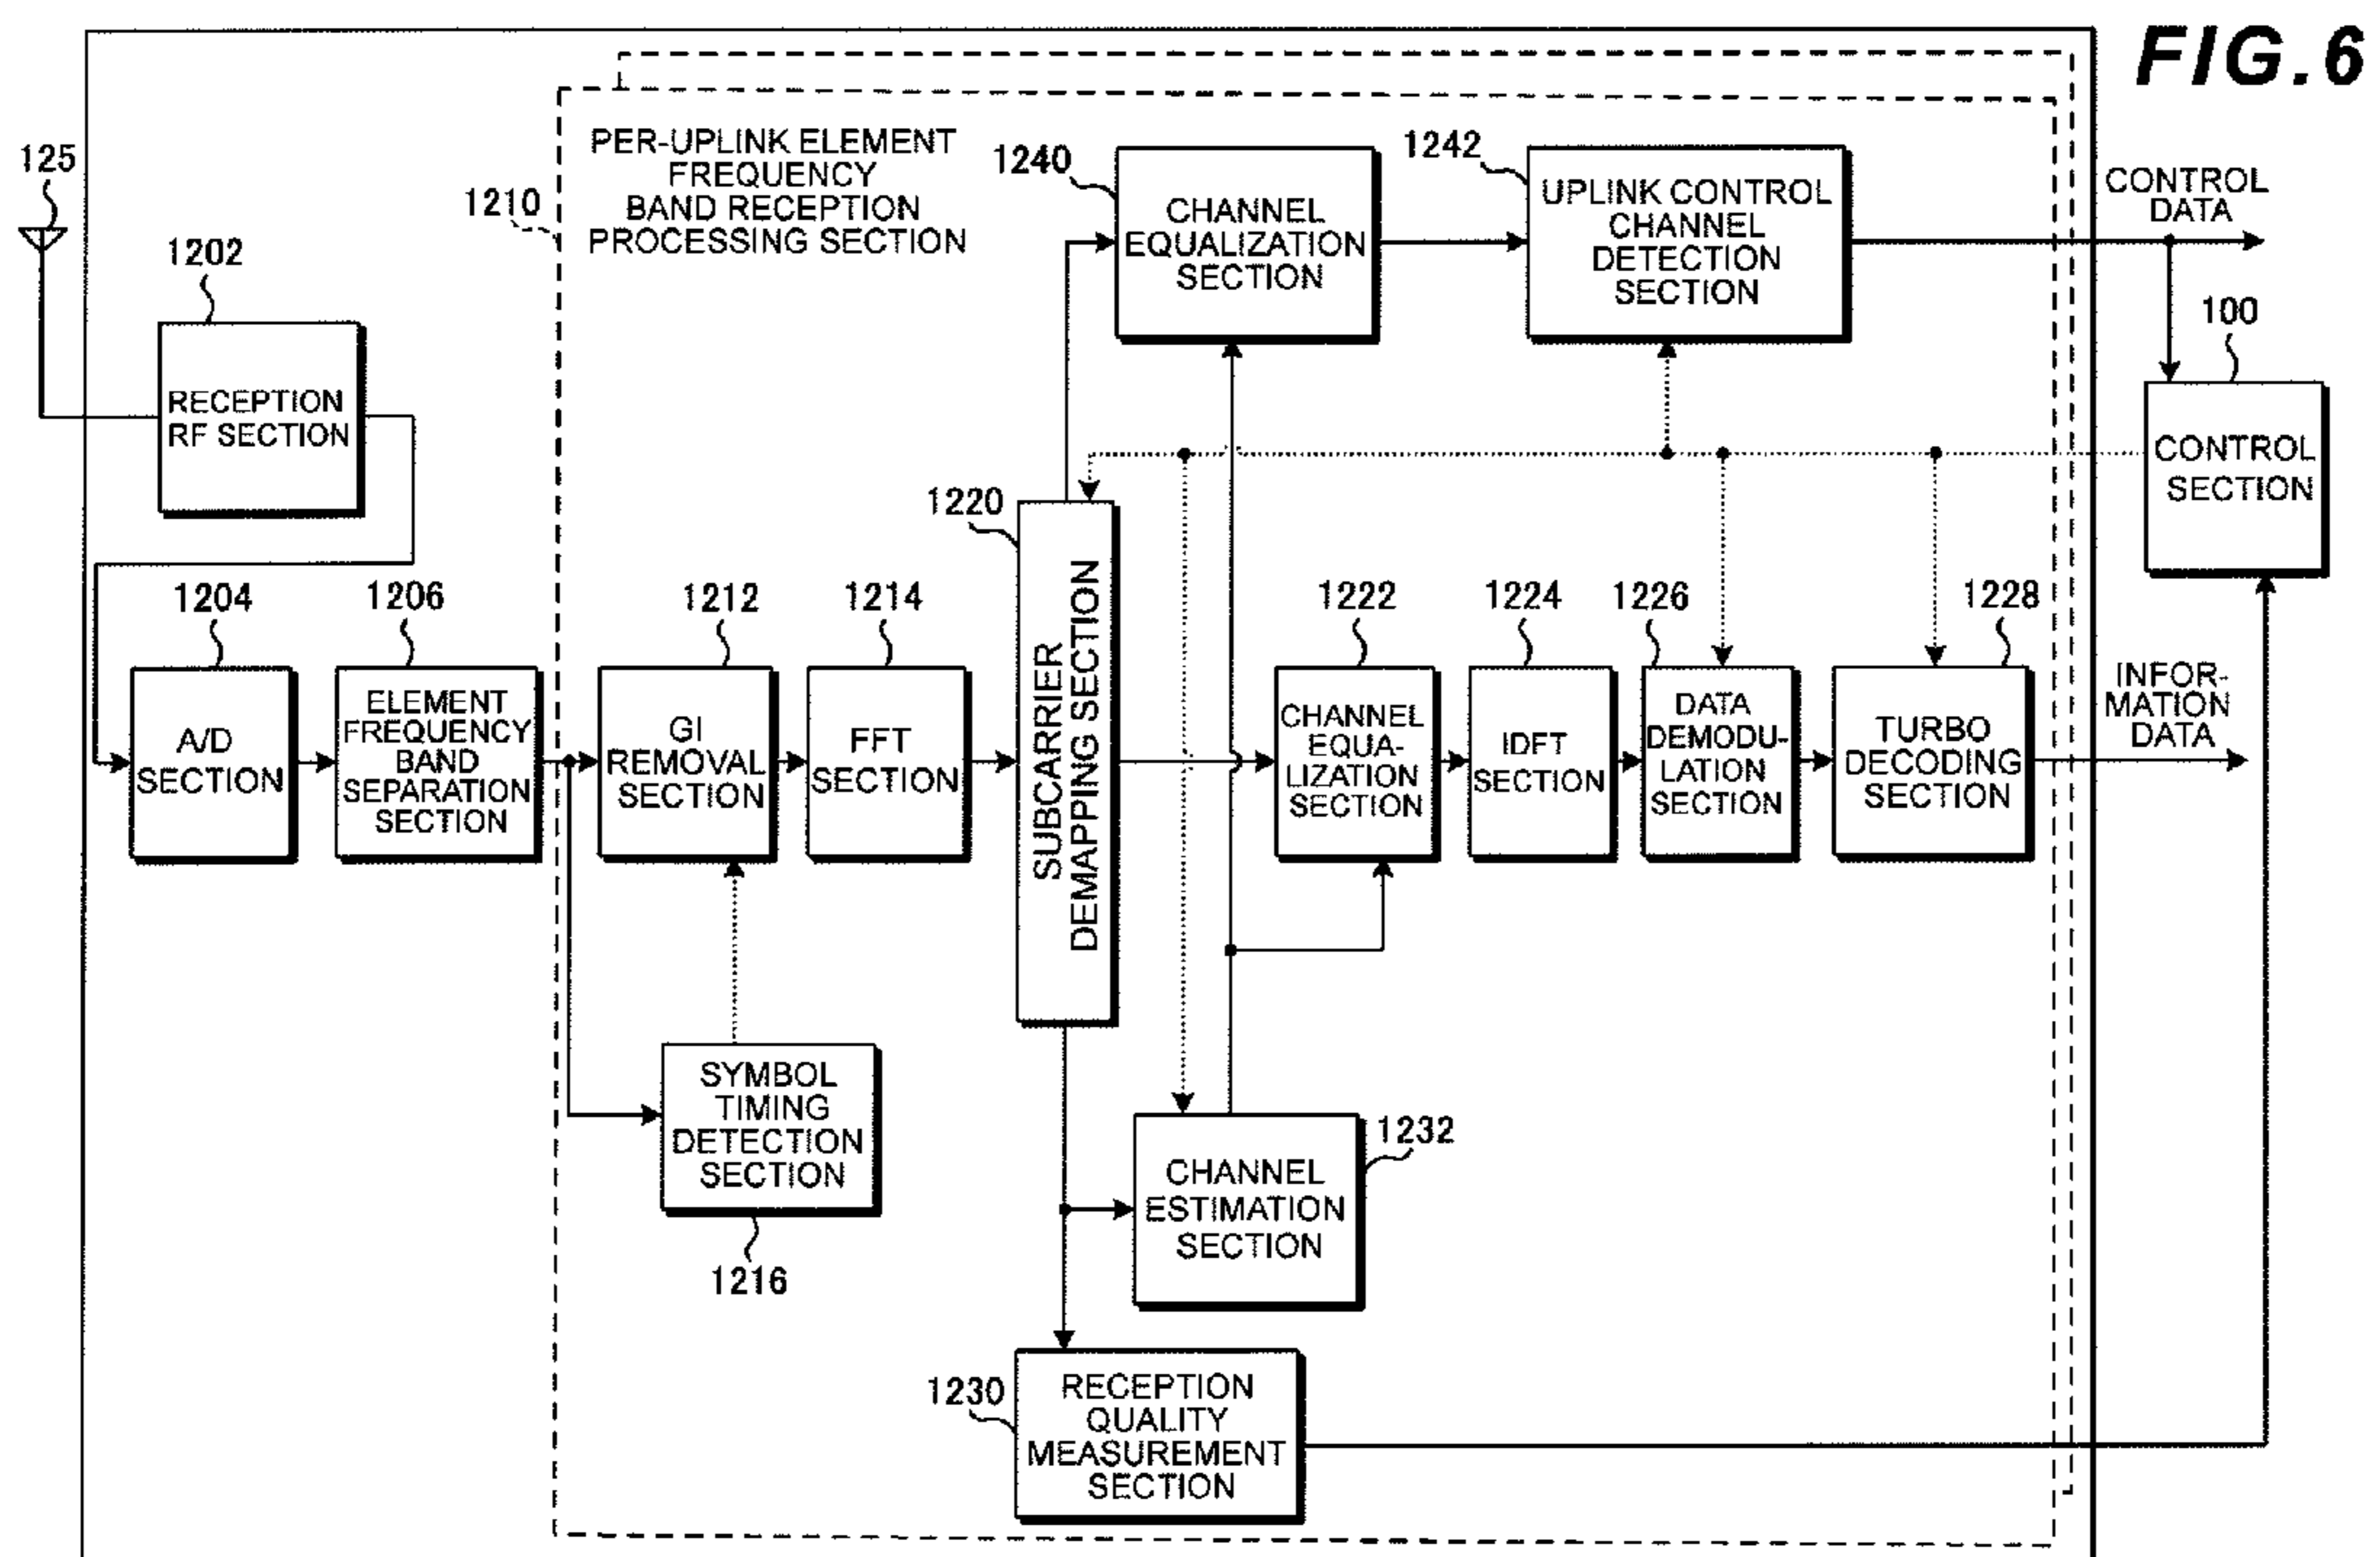 FIG.6
125
1202
RECEPTION
RF SECTION
1204
A/D
SECTION
1206
ELEMENT
FREQUENCY
BAND
SEPARATION
SECTION
1210
PER-UPLINK ELEMENT
FREQUENCY
BAND RECEPTION
PROCESSING SECTION
1212
GI
REMOVAL
SECTION
1214
FFT
SECTION
1216
SYMBOL
TIMING
DETECTION
SECTION
1220
SUBCARRIER
DEMAPPING SECTION
1240
CHANNEL
EQUALIZATION
SECTION
1242
UPLINK CONTROL
CHANNEL
DETECTION
SECTION
CONTROL
DATA
100
CONTROL
SECTION
1222
CHANNEL
EQUA-
LIZATION
SECTION
1224
IDFT
SECTION
1226
DATA
DEMODU-
LATION
SECTION
1228
TURBO
DECODING
SECTION
INFOR-
MATION
DATA
1232
CHANNEL
ESTIMATION
SECTION
1230
RECEPTION
QUALITY
MEASUREMENT
SECTION